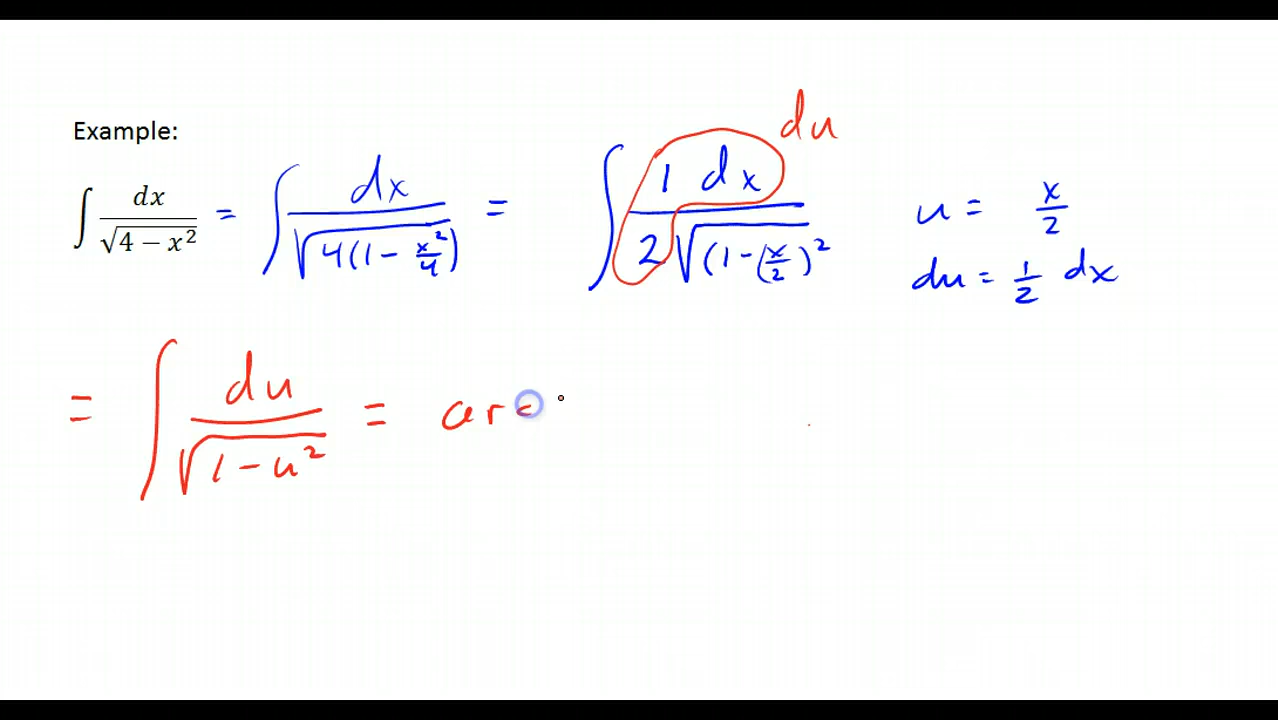 Example:
∫ dx / √(4 − x²) = ∫ dx / √(4(1 − x²/4)) = ∫ 1 dx / 2√((1 − (x/2)² du
u = x/2
du = 1/2 dx
= ∫ du / √(1 − u²) = arc